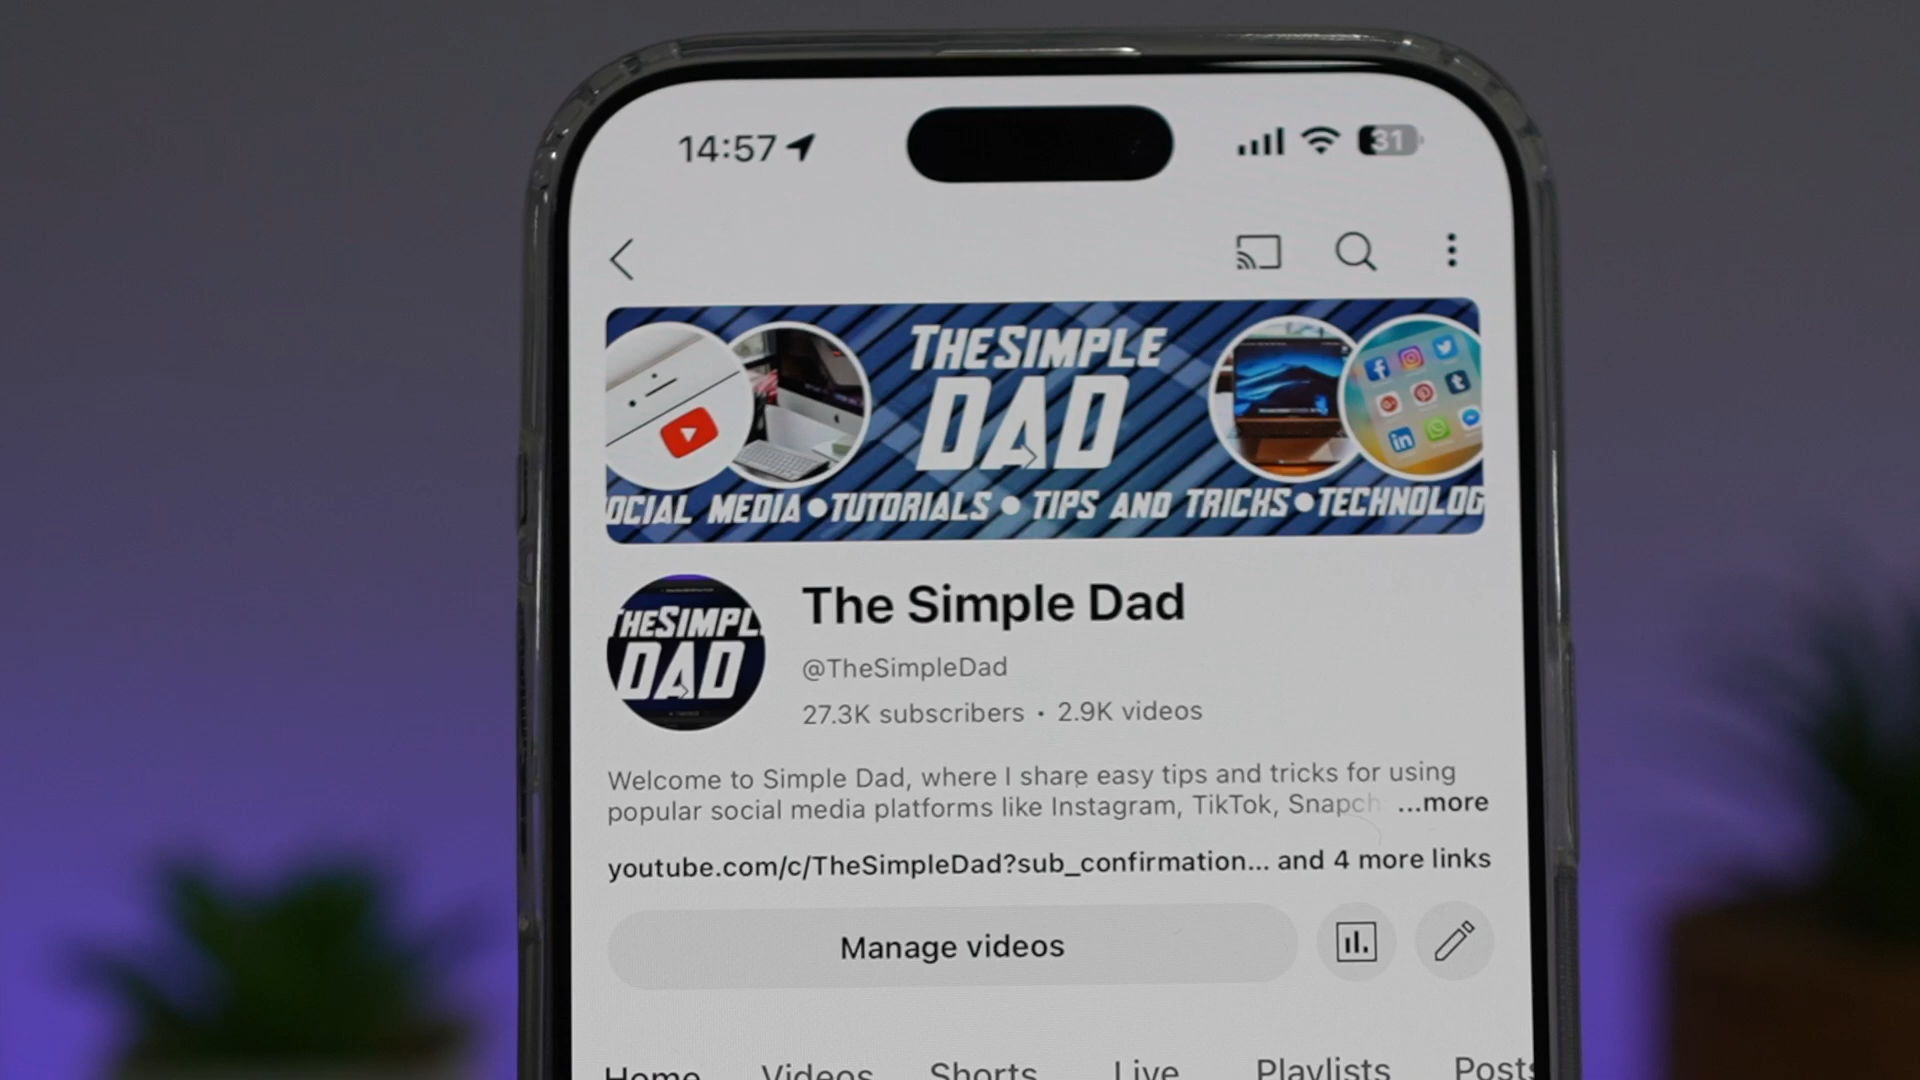 14:57
31
THESIMPLE
DAD
OCIAL MEDIA●TUTORIALS ● TIPS AND TRICKS●TECHNOLOG
THESIMPL
DAD
The Simple Dad
@TheSimpleDad
27.3K subscribers • 2.9K videos
Welcome to Simple Dad, where I share easy tips and tricks for using
popular social media platforms like Instagram, TikTok, Snapch ...more
youtube.com/c/TheSimpleDad?sub_confirmation... and 4 more links
Manage videos
Home Videos Shorts Live Playlists Posts